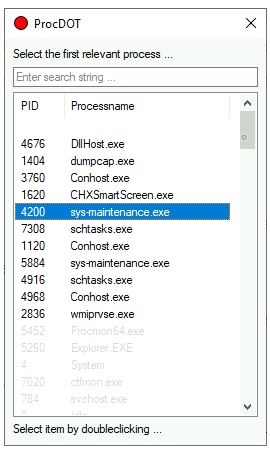 ProcDOT
Select the first relevant process ...
Enter search string ...
PID Processname
4676 DllHost.exe
1404 dumpcap.exe
3760 Conhost.exe
1620 CHXSmartScreen.exe
4200 sys-maintenance.exe
7308 schtasks.exe
1120 Conhost.exe
5884 sys-maintenance.exe
4916 schtasks.exe
4968 Conhost.exe
2836 wmiprvse.exe
5452 Procmon64.exe
5260 Explorer.EXE
4 System
7020 ctfmon.exe
784 svchost.exe
0 Idle
Select item by doubleclicking ...